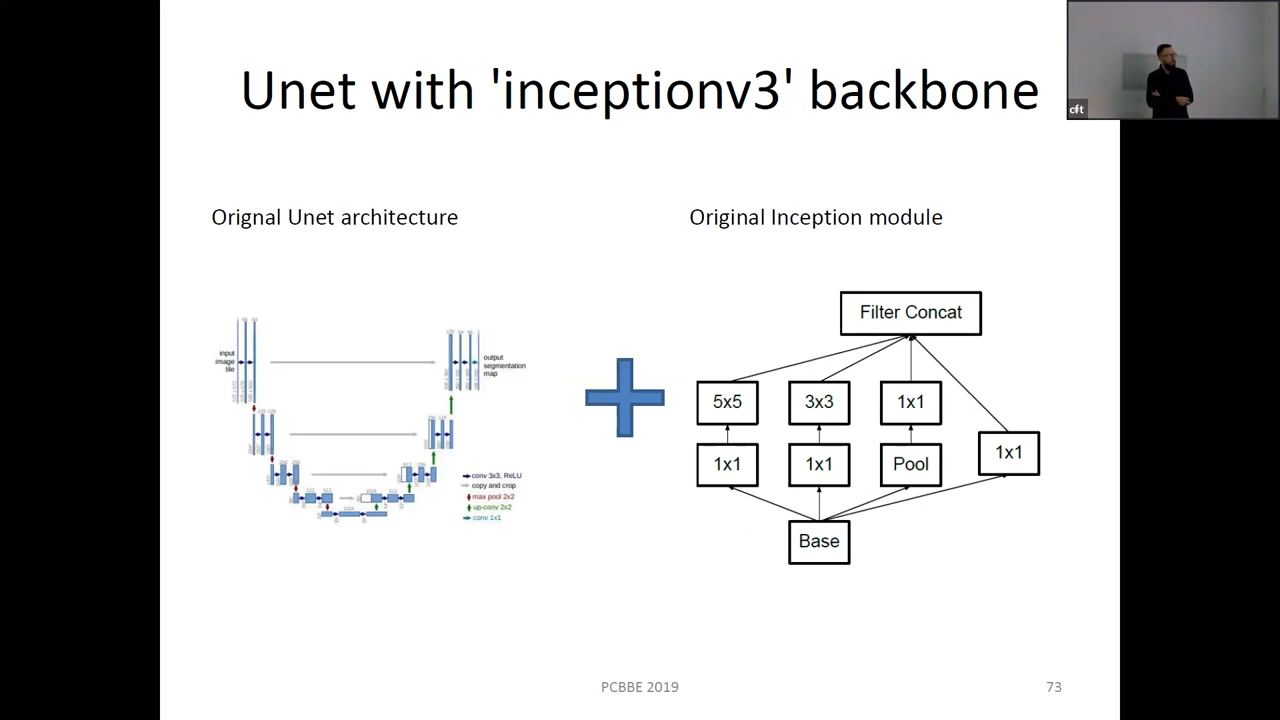 Unet with 'inceptionv3' backbone
cft
Orignal Unet architecture
Original Inception module
input
image
tile
output
segmentation
map
conv 3x3, ReLU
copy and crop
max pool 2x2
up-conv 2x2
conv 1x1
Filter Concat
5x5
3x3
1x1
1x1
1x1
1x1
Pool
Base
PCBBE 2019
73